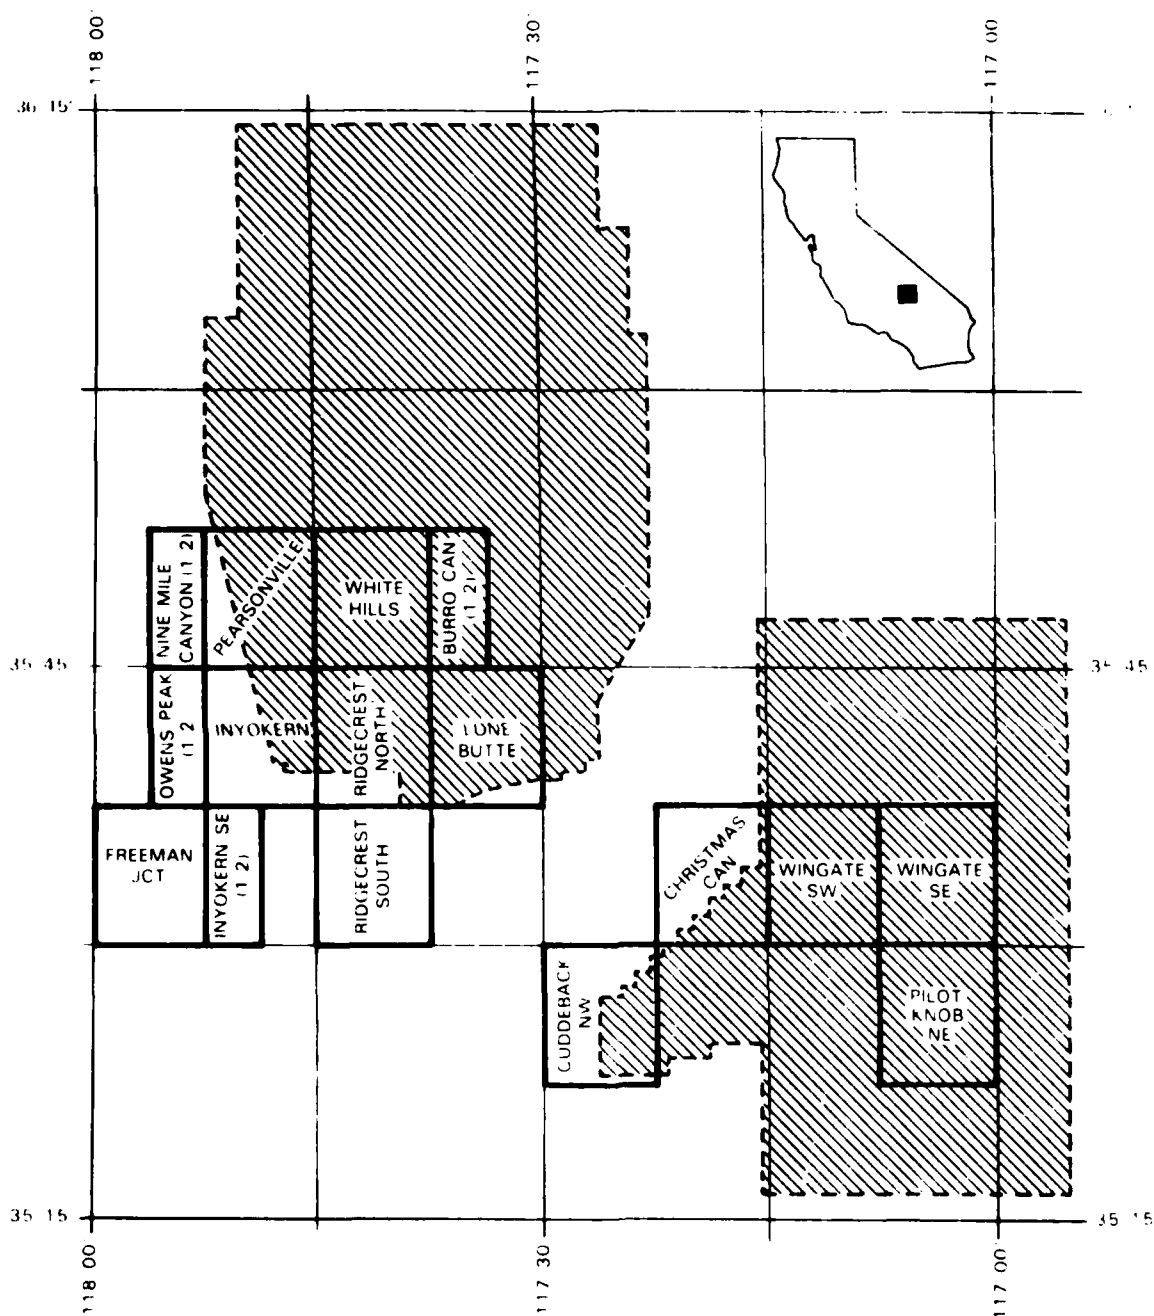 118 00'
117 30'
117 00'
36 15'
NINE MILE
CANYON (1 2)
PEARSONVILLE
WHITE
HILLS
BURRO CAN
(1 2)
35 45
35 45
OWENS PEAK
(1 2
INYOKERN
RIDGECREST
NORTH
LONE
BUTTE
FREEMAN
JCT
INYOKERN SE
(1 2)
RIDGECREST
SOUTH
CHRISTMAS
CAN
WINGATE
SW
WINGATE
SE
CUDDEBACK
NW
PILOT
KNOB
NE
35 15
35 15
118 00
117 30
117 00